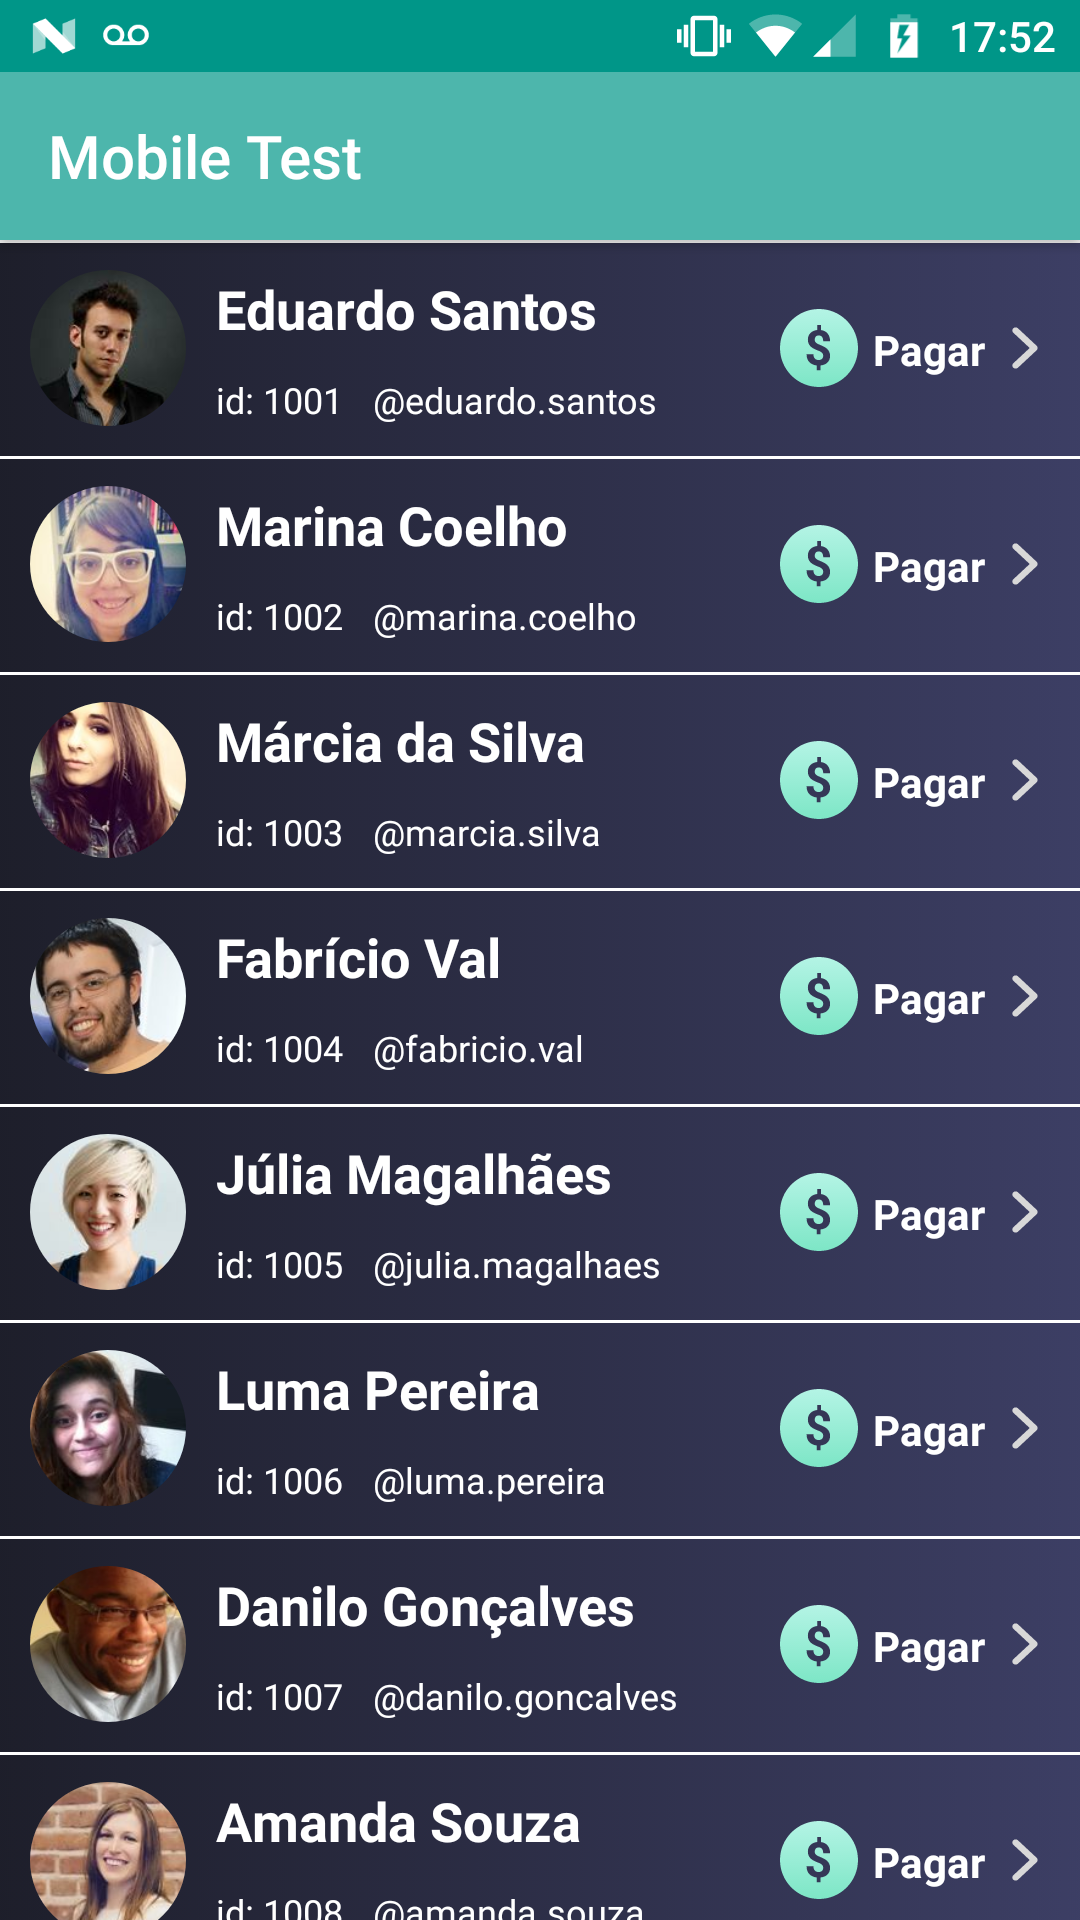 17:52
Mobile Test
Eduardo Santos
id: 1001 @eduardo.santos
$ Pagar
Marina Coelho
id: 1002 @marina.coelho
$ Pagar
Márcia da Silva
id: 1003 @marcia.silva
$ Pagar
Fabrício Val
id: 1004 @fabricio.val
$ Pagar
Júlia Magalhães
id: 1005 @julia.magalhaes
$ Pagar
Luma Pereira
id: 1006 @luma.pereira
$ Pagar
Danilo Gonçalves
id: 1007 @danilo.goncalves
$ Pagar
Amanda Souza
id: 1008 @amanda.souza
$ Pagar